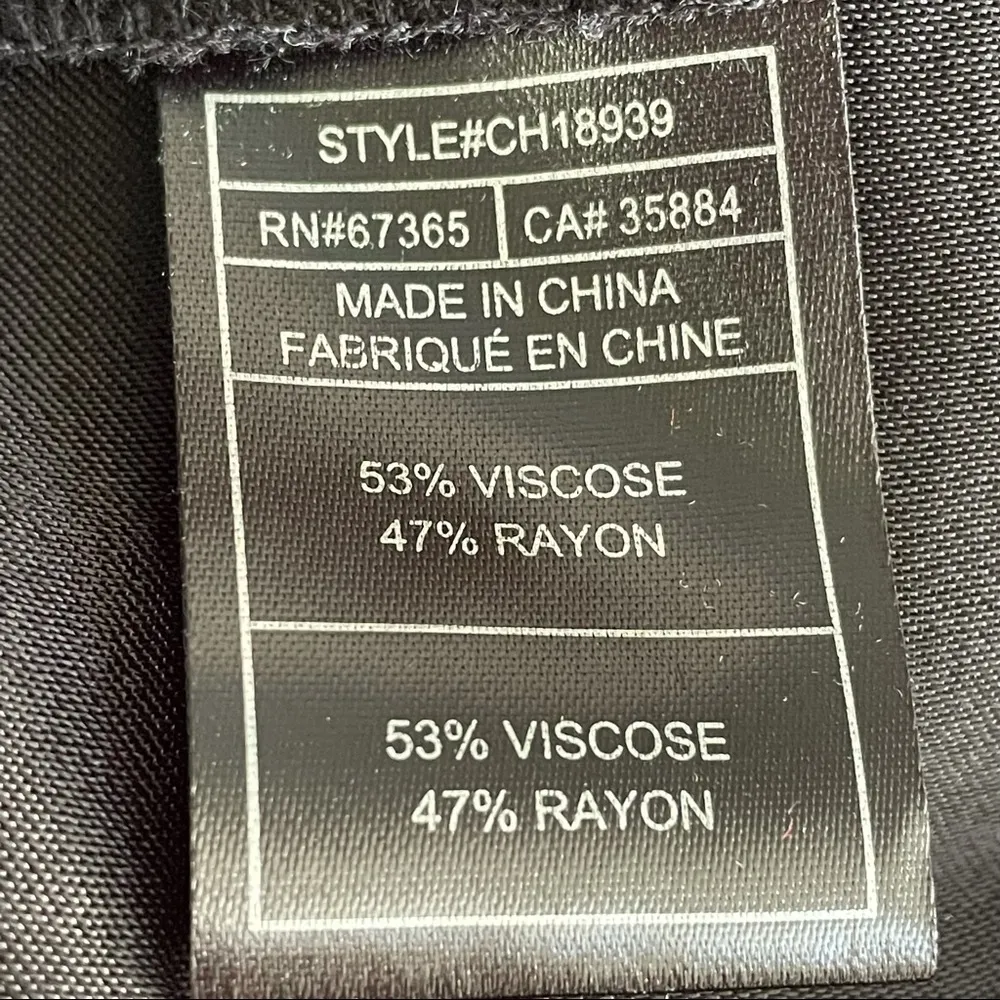 STYLE#CH18939
RN#67365 CA# 35884
MADE IN CHINA
FABRIQUÉ EN CHINE
53% VISCOSE
47% RAYON
53% VISCOSE
47% RAYON